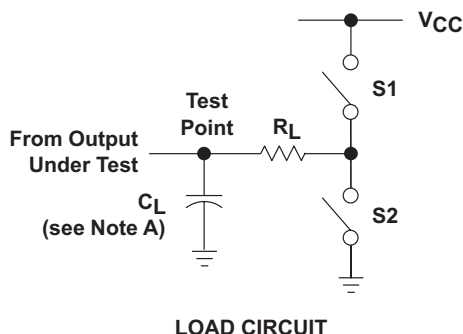 VCC
S1
Test
Point
RL
From Output
Under Test
CL
(see Note A)
S2
LOAD CIRCUIT